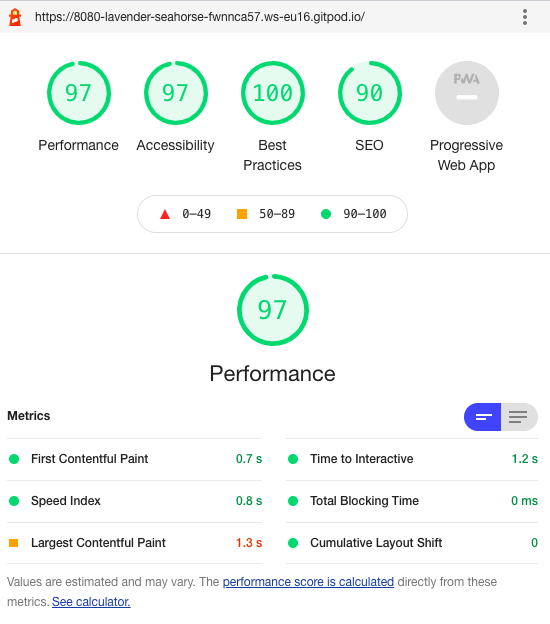 https://8080-lavender-seahorse-fwnnca57.ws-eu16.gitpod.io/
97 97 100 90 PWA
Performance Accessibility Best Practices SEO Progressive Web App
0–49 50–89 90–100
97
Performance
Metrics
First Contentful Paint 0.7 s
Time to Interactive 1.2 s
Speed Index 0.8 s
Total Blocking Time 0 ms
Largest Contentful Paint 1.3 s
Cumulative Layout Shift 0
Values are estimated and may vary. The performance score is calculated directly from these
metrics. See calculator.